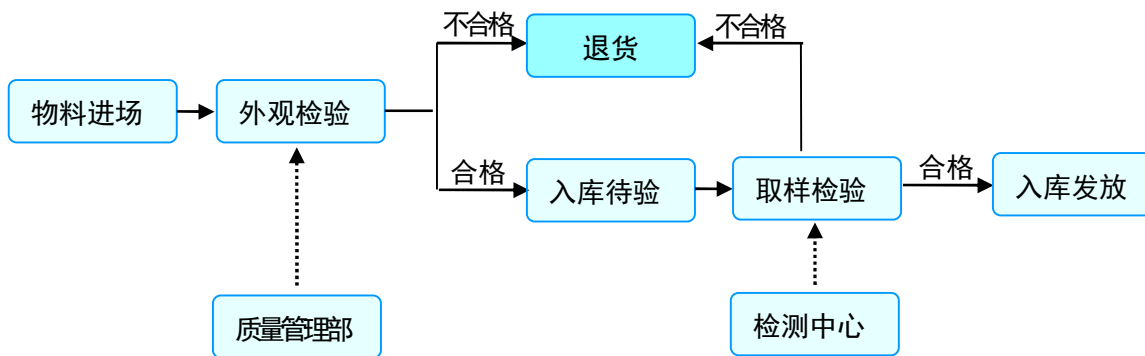 不合格
退货
不合格
物料进场
外观检验
合格
入库待验
取样检验
合格
入库发放
质量管理部
检测中心